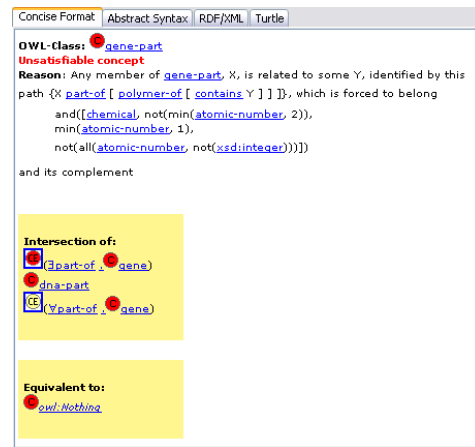 Concise Format Abstract Syntax RDF/XML Turtle
OWL-Class: C gene-part
Unsatisfiable concept
Reason: Any member of gene-part, X, is related to some Y, identified by this
path {X part-of [ polymer-of [ contains Y ] ] ]}, which is forced to belong
and([chemical, not(min(atomic-number, 2)),
min(atomic-number, 1),
not(all(atomic-number, not(xsd:integer)))])
and its complement
Intersection of:
CE (∃part-of . C gene)
C dna-part
CE (∀part-of . C gene)
Equivalent to:
C owl:Nothing